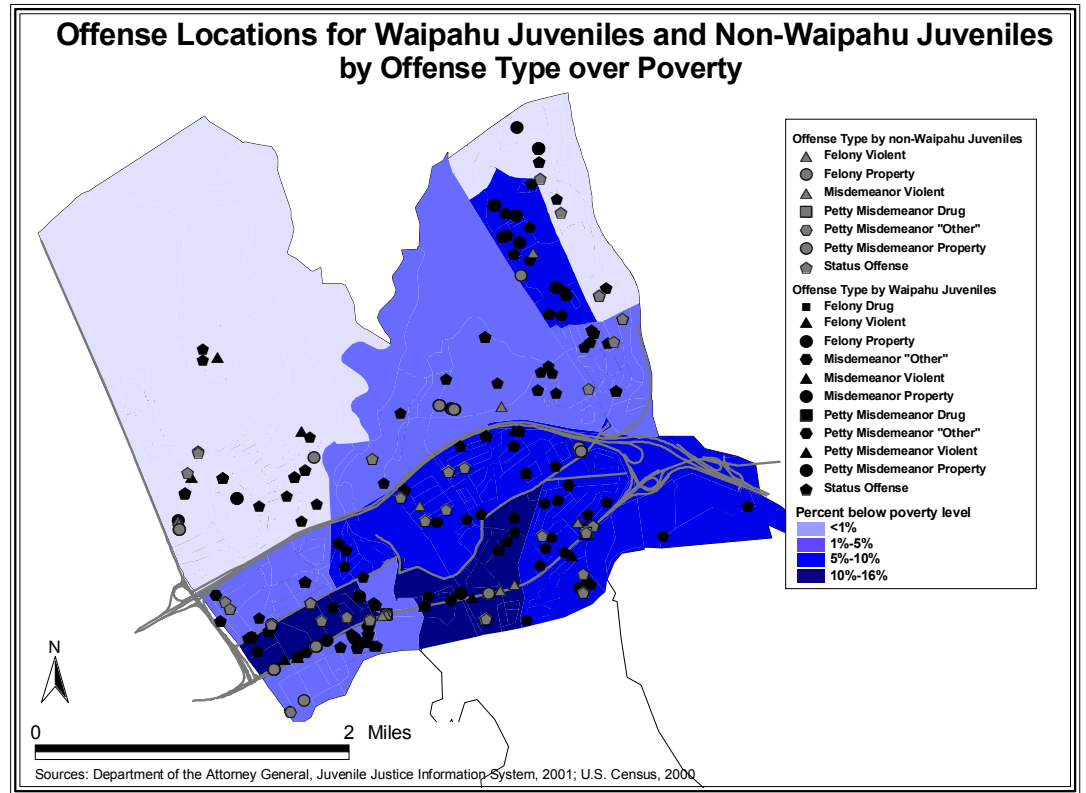 Offense Locations for Waipahu Juveniles and Non-Waipahu Juveniles
by Offense Type over Poverty
Offense Type by non-Waipahu Juveniles
Felony Violent
Felony Property
Misdemeanor Violent
Petty Misdemeanor Drug
Petty Misdemeanor "Other"
Petty Misdemeanor Property
Status Offense
Offense Type by Waipahu Juveniles
Felony Drug
Felony Violent
Felony Property
Misdemeanor "Other"
Misdemeanor Violent
Misdemeanor Property
Petty Misdemeanor Drug
Petty Misdemeanor "Other"
Petty Misdemeanor Violent
Petty Misdemeanor Property
Status Offense
Percent below poverty level
<1%
1%-5%
5%-10%
10%-16%
N
0 2 Miles
Sources: Department of the Attorney General, Juvenile Justice Information System, 2001; U.S. Census, 2000